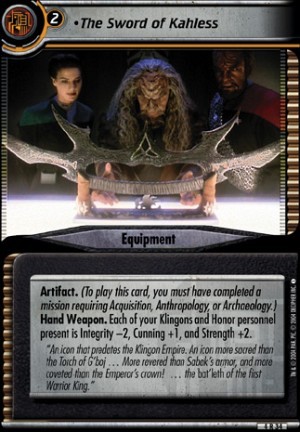 2
•The Sword of Kahless
Equipment
Artifact. (To play this card, you must have completed a
mission requiring Acquisition, Anthropology, or Archaeology.)
Hand Weapon. Each of your Klingons and Honor personnel
present is Integrity -2, Cunning +1, and Strength +2.
"An icon that predates the Klingon Empire. An icon more sacred than
the Torch of G'boj ... More revered than Sabak's armor, and more
coveted than the Emperor's crown! ... the bat'leth of the first
Warrior King."
6 R 34